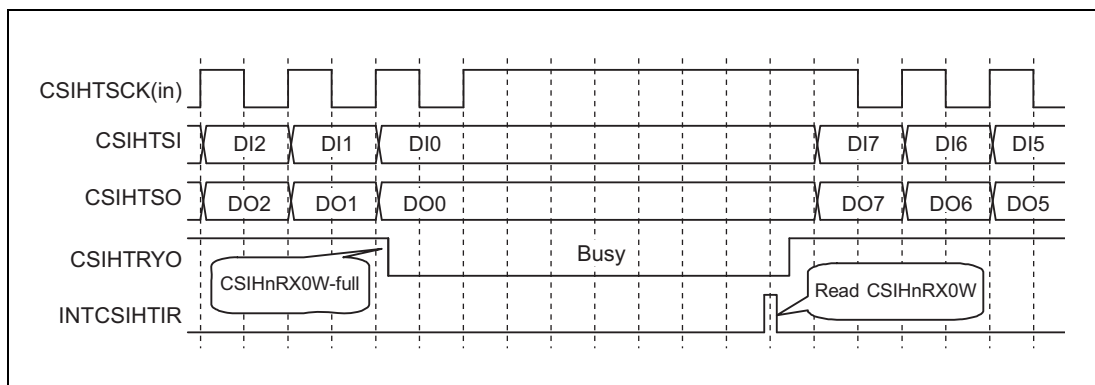 CSIHTSCK(in)
CSIHTSI DI2 DI1 DI0 DI7 DI6 DI5
CSIHTSO DO2 DO1 DO0 DO7 DO6 DO5
CSIHTRYO Busy
CSIHnRX0W-full Read CSIHnRX0W
INTCSIHTIR